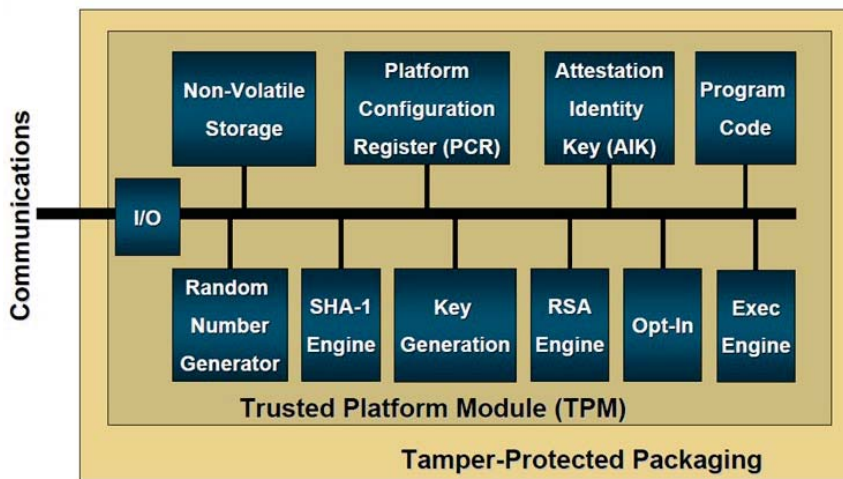 Communications
Non-Volatile
Storage
Platform
Configuration
Register (PCR)
Attestation
Identity
Key (AIK)
Program
Code
I/O
Random
Number
Generator
SHA-1
Engine
Key
Generation
RSA
Engine
Opt-In
Exec
Engine
Trusted Platform Module (TPM)
Tamper-Protected Packaging